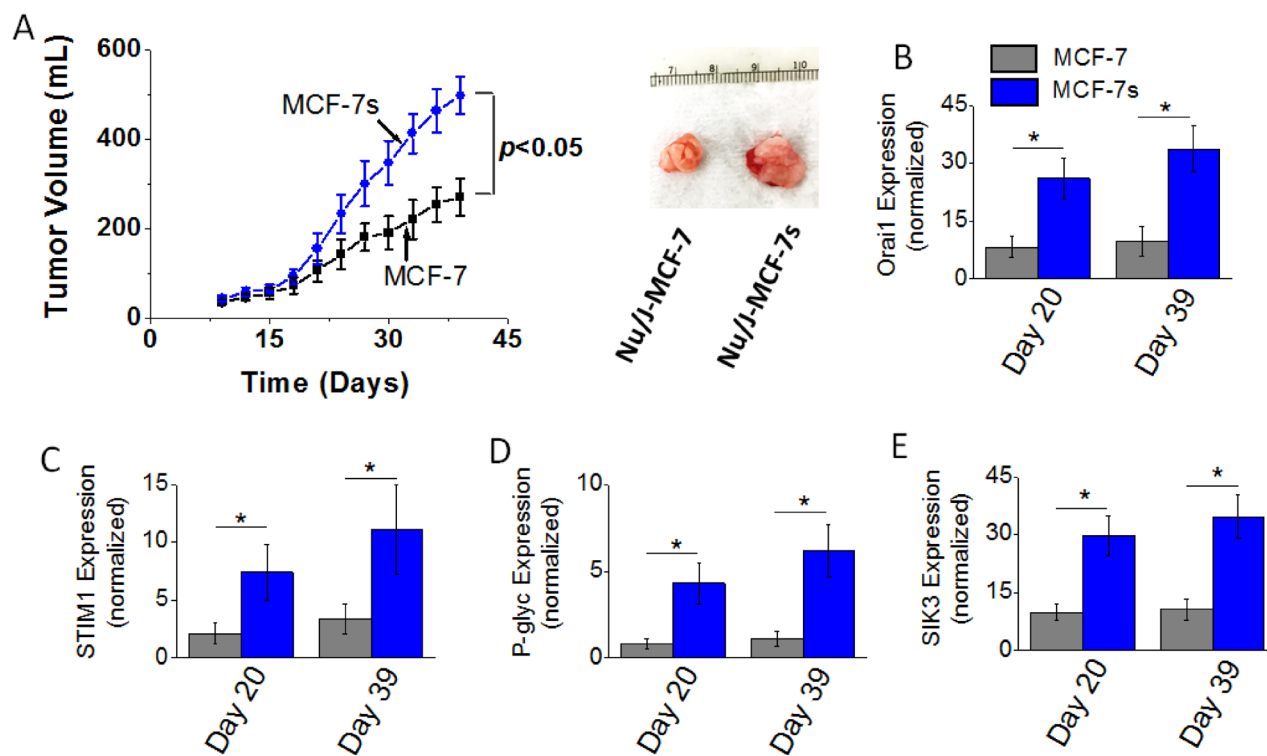 A
Tumor Volume (mL)
600
400
200
0
0
15
30
45
Time (Days)
MCF-7s
MCF-7
p<0.05
7
8
9
10
Nu/J-MCF-7
Nu/J-MCF-7s
B
MCF-7
MCF-7s
Orai1 Expression
(normalized)
45
30
15
0
*
*
Day 20
Day 39
C
STIM1 Expression
(normalized)
15
10
5
0
*
*
Day 20
Day 39
D
P-glyc Expression
(normalized)
10
5
0
*
*
Day 20
Day 39
E
SIK3 Expression
(normalized)
45
30
15
0
*
*
Day 20
Day 39